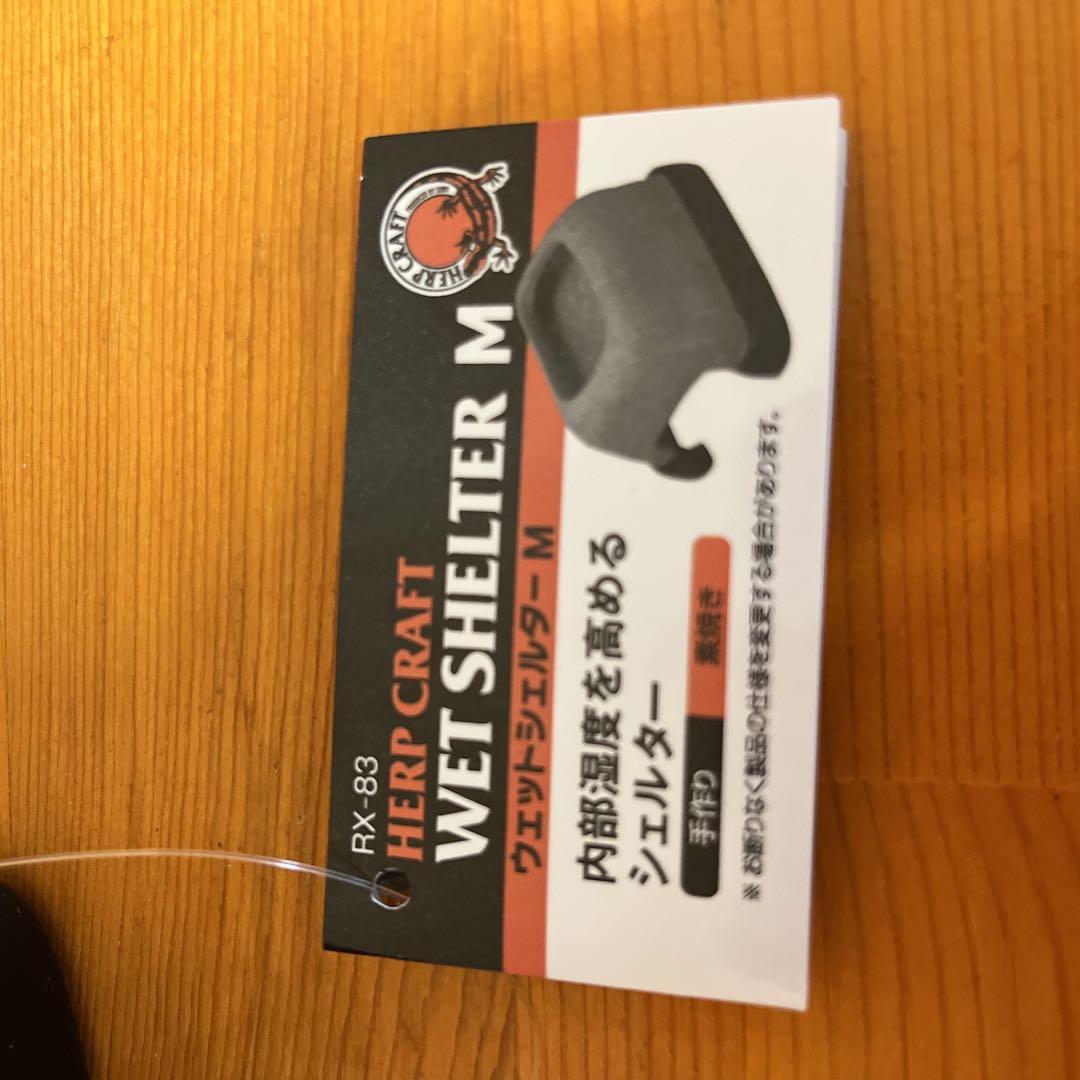 RX-83
HERP CRAFT
WET SHELTER M
HERP CRAFT
ウェットシェルター M
内部湿度を高める
シェルター
手作り 素焼き
※ お断りなく製品の仕様を変更する場合があります。